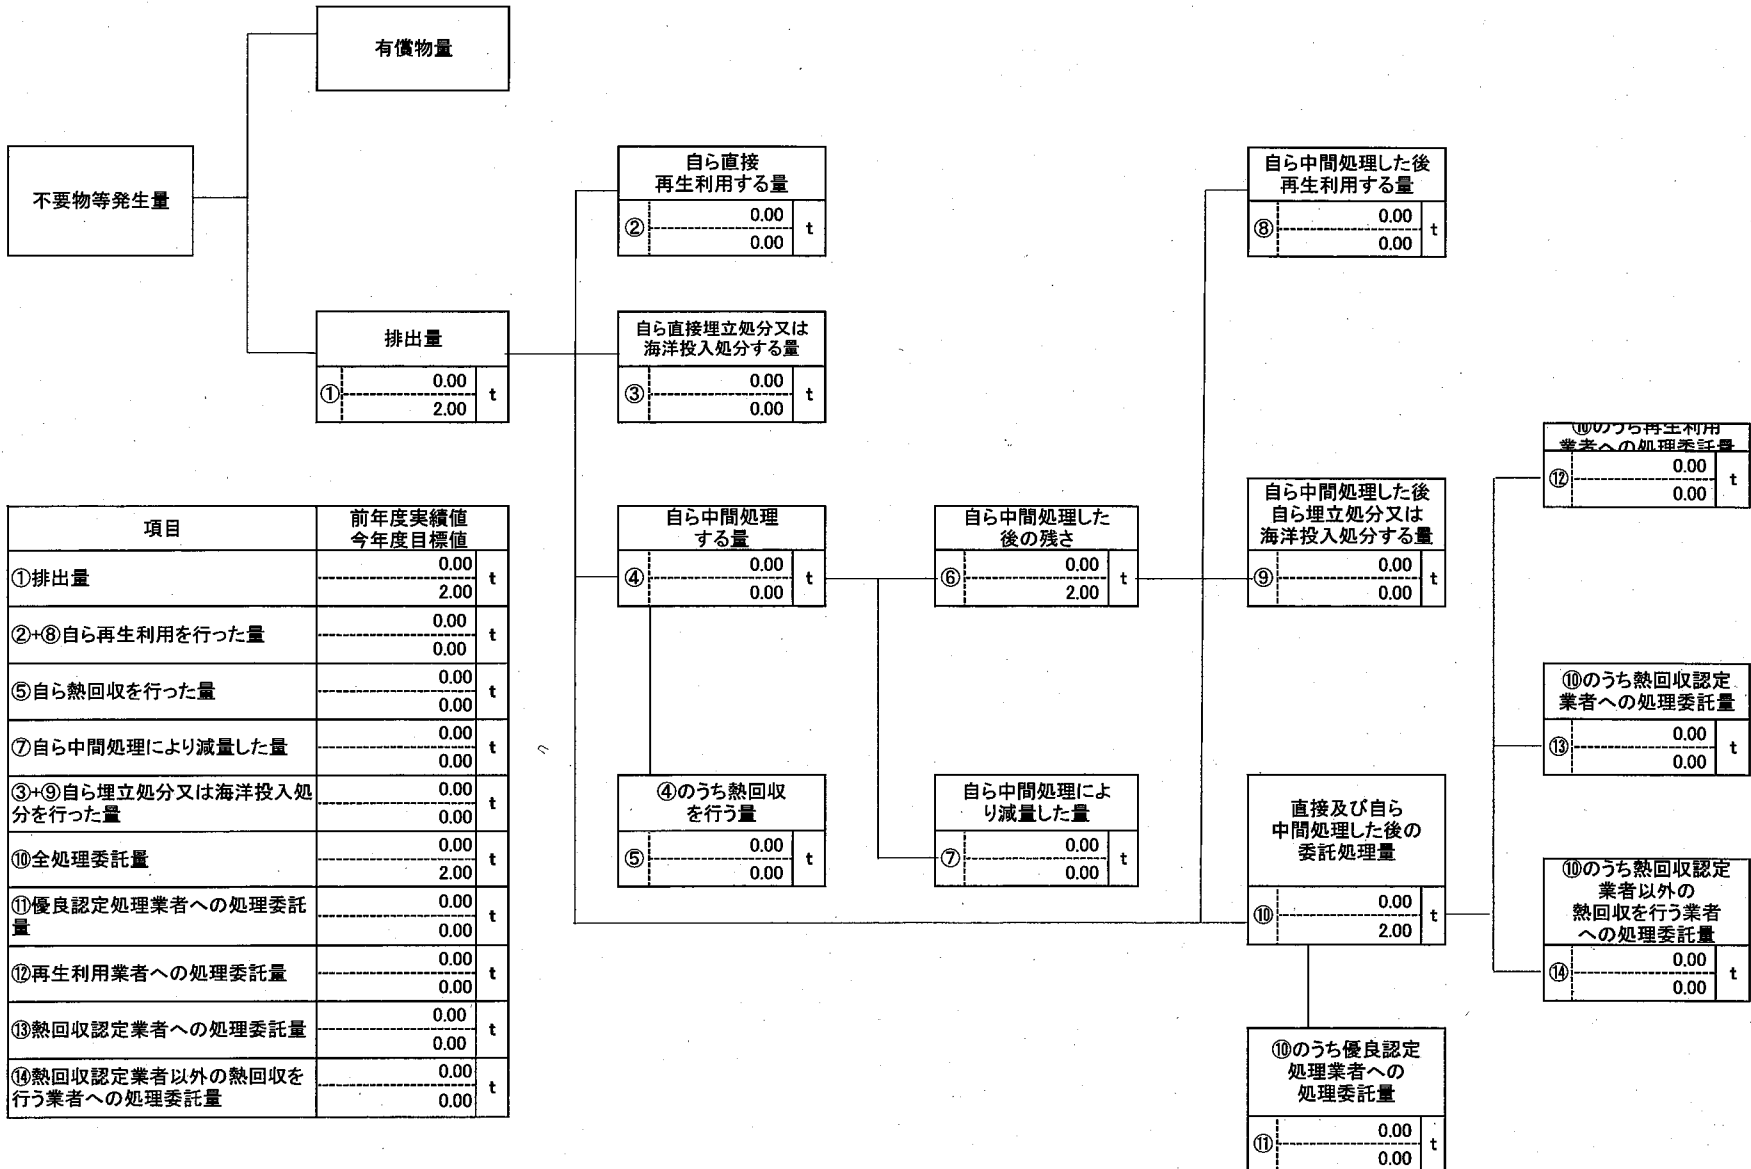 有償物量
不要物等発生量
自ら直接
再生利用する量
②
0.00
0.00
t
自ら中間処理した後
再生利用する量
⑧
0.00
0.00
t
排出量
①
0.00
2.00
t
自ら直接埋立処分又は
海洋投入処分する量
③
0.00
0.00
t
⑩のうち再生利用
業者への処理委託量
⑫
0.00
0.00
t
自ら中間処理
する量
④
0.00
0.00
t
自ら中間処理した
後の残さ
⑥
0.00
2.00
t
自ら中間処理した後
自ら埋立処分又は
海洋投入処分する量
⑨
0.00
0.00
t
⑩のうち熱回収認定
業者への処理委託量
⑬
0.00
0.00
t
④のうち熱回収
を行う量
⑤
0.00
0.00
t
自ら中間処理によ
り減量した量
⑦
0.00
0.00
t
直接及び自ら
中間処理した後の
委託処理量
⑩
0.00
2.00
t
⑩のうち熱回収認定
業者以外の
熱回収を行う業者
への処理委託量
⑭
0.00
0.00
t
⑩のうち優良認定
処理業者への
処理委託量
⑪
0.00
0.00
t
項目
前年度実績値
今年度目標値
①排出量
0.00
2.00
t
②+⑧自ら再生利用を行った量
0.00
0.00
t
⑤自ら熱回収を行った量
0.00
0.00
t
⑦自ら中間処理により減量した量
0.00
0.00
t
③+⑨自ら埋立処分又は海洋投入処
分を行った量
0.00
0.00
t
⑩全処理委託量
0.00
2.00
t
⑪優良認定処理業者への処理委託
量
0.00
0.00
t
⑫再生利用業者への処理委託量
0.00
0.00
t
⑬熱回収認定業者への処理委託量
0.00
0.00
t
⑭熱回収認定業者以外の熱回収を
行う業者への処理委託量
0.00
0.00
t